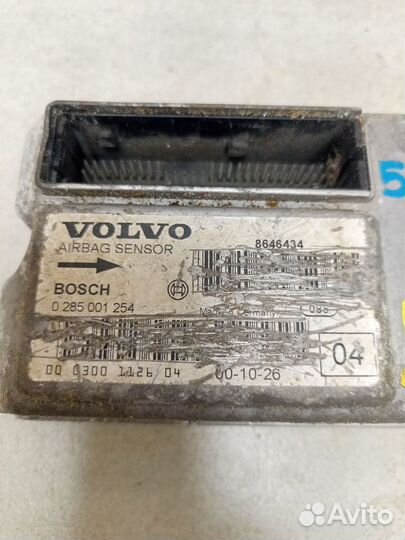 5
VOLVO
AIRBAG SENSOR
8646434
BOSCH
0 285 001 254
Made in Germany
04
00 0300 1126 04
00-10-26
Avito